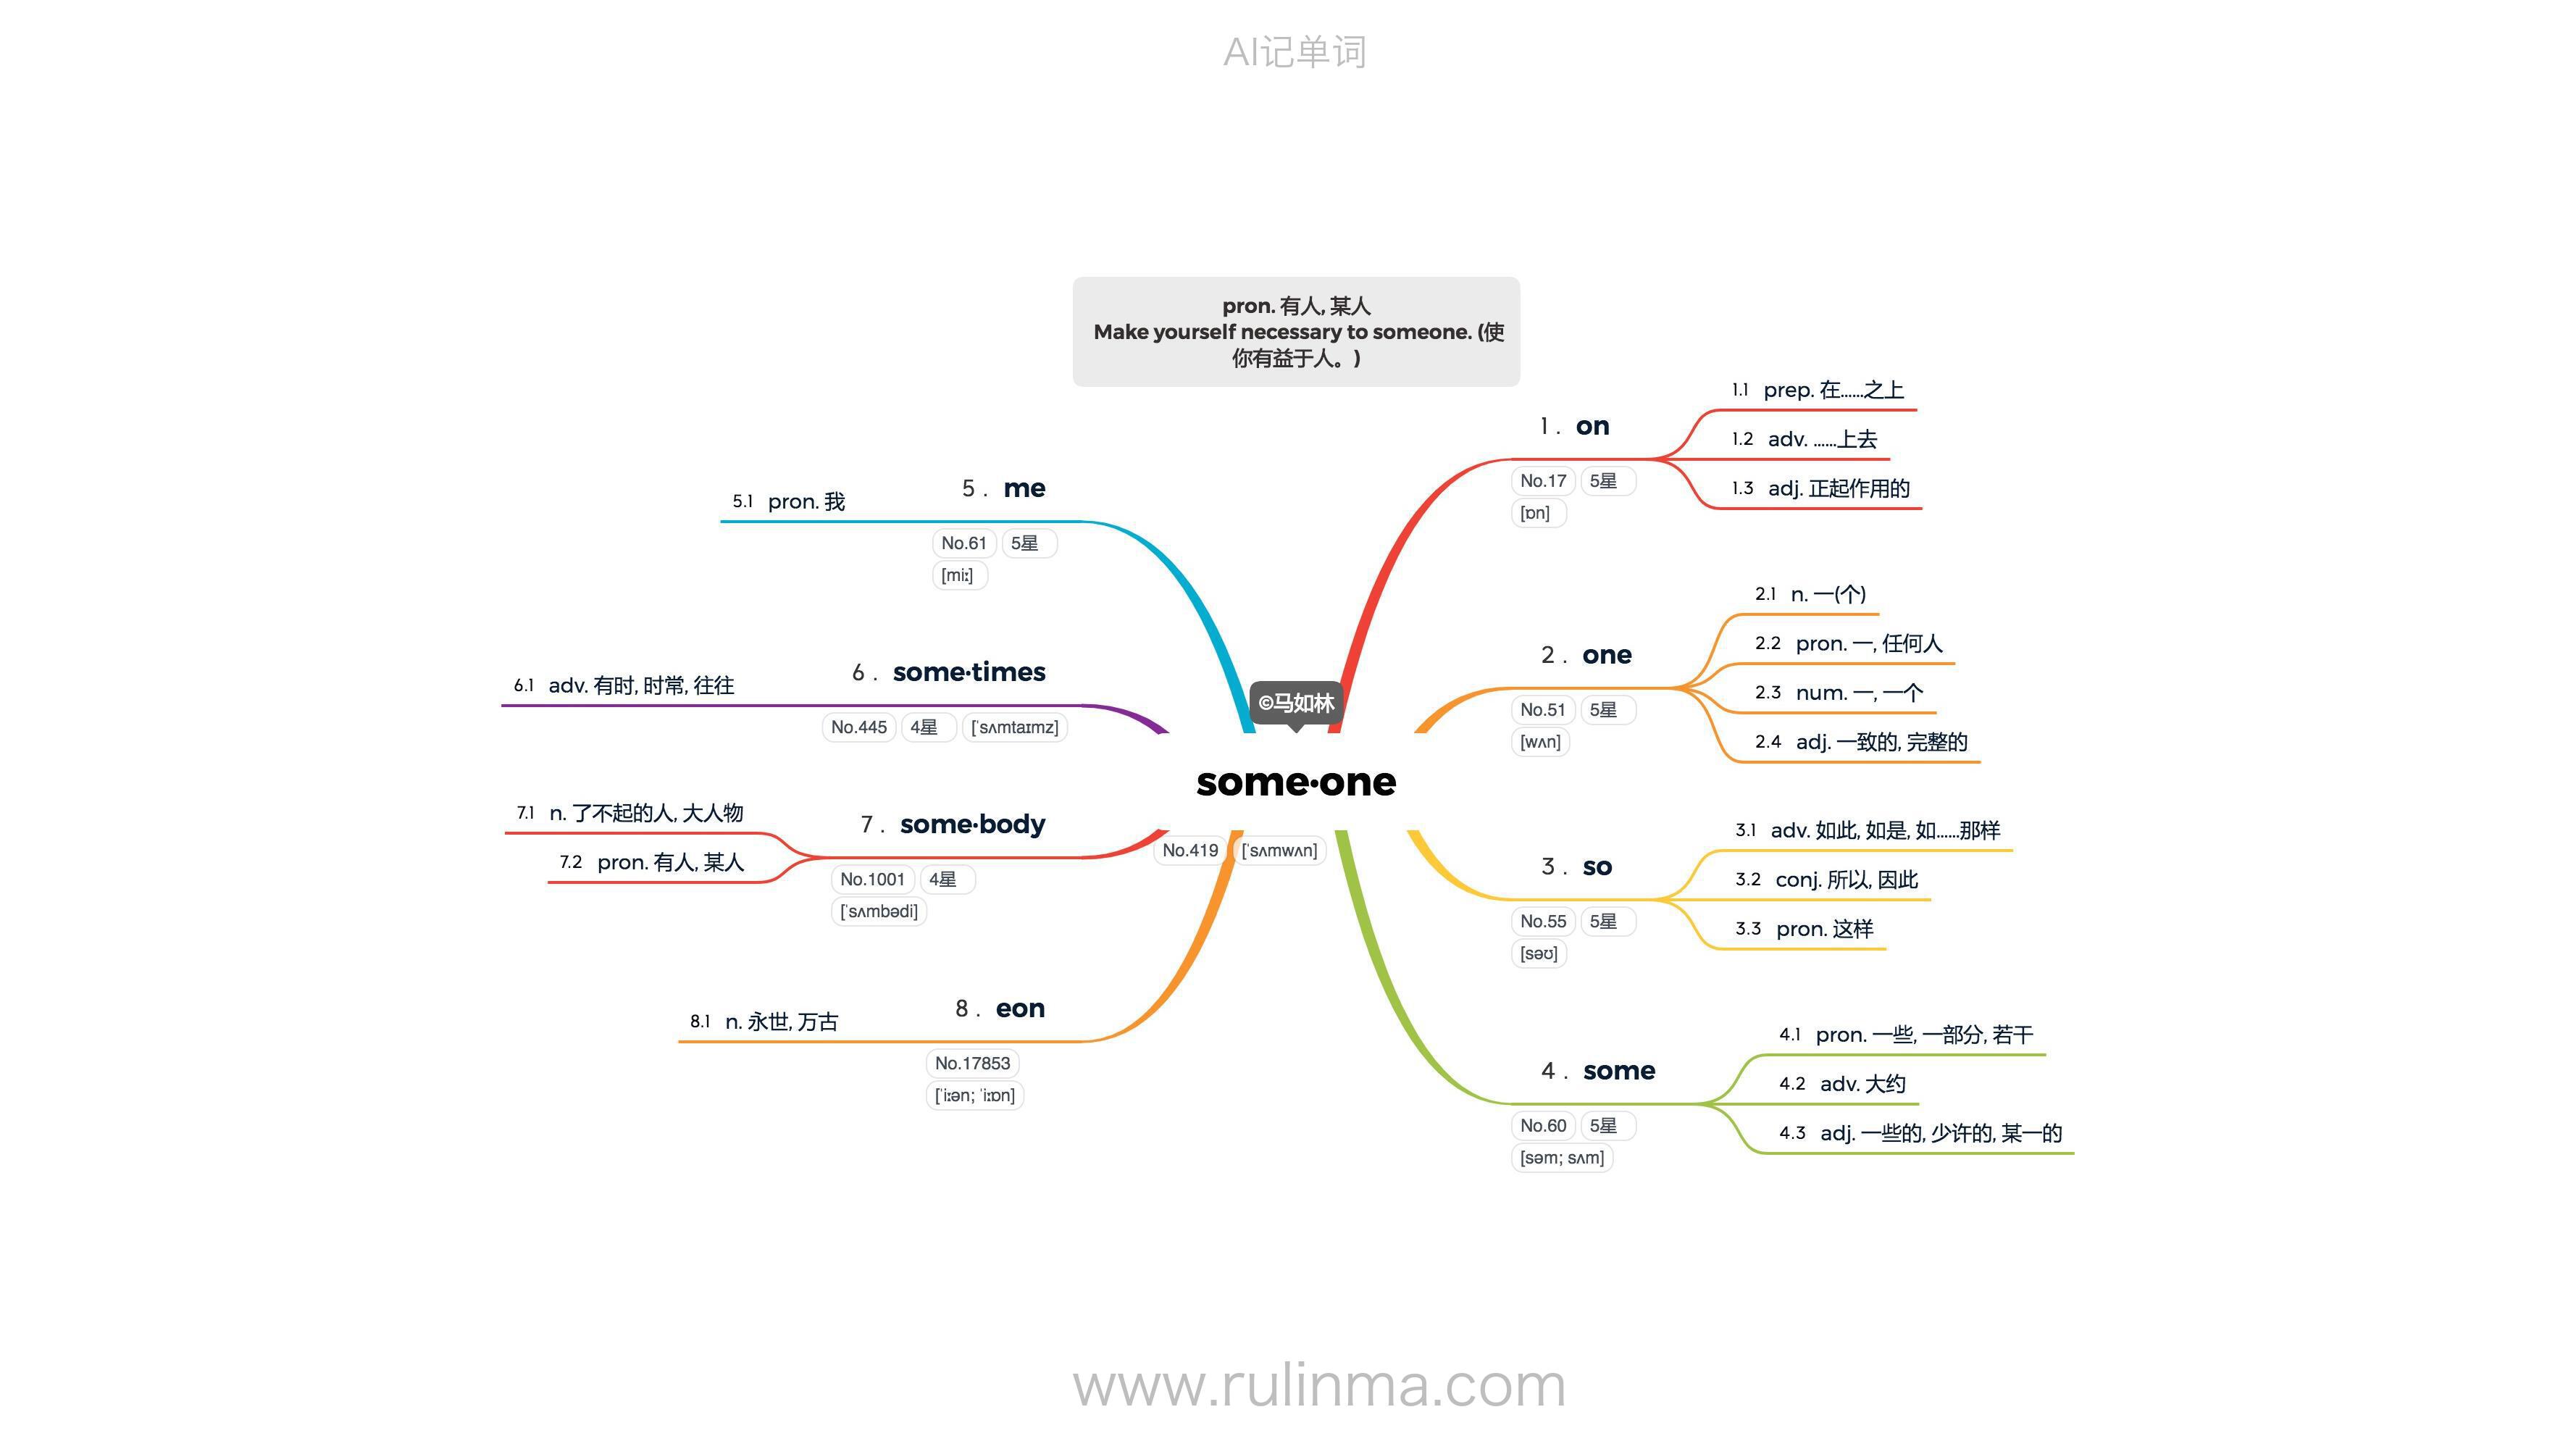 AI记单词
pron. 有人, 某人
Make yourself necessary to someone. (使
你有益于人。)
©马如林
some·one
No.419 ['sʌmwʌn]
1 . on
No.17 5星
[ɒn]
1.1 prep. 在……之上
1.2 adv. ……上去
1.3 adj. 正起作用的
2 . one
No.51 5星
[wʌn]
2.1 n. 一(个)
2.2 pron. 一, 任何人
2.3 num. 一, 一个
2.4 adj. 一致的, 完整的
3 . so
No.55 5星
[səʊ]
3.1 adv. 如此, 如是, 如……那样
3.2 conj. 所以, 因此
3.3 pron. 这样
4 . some
No.60 5星
[səm; sʌm]
4.1 pron. 一些, 一部分, 若干
4.2 adv. 大约
4.3 adj. 一些的, 少许的, 某一的
5 . me
No.61 5星
[miː]
5.1 pron. 我
6 . some·times
No.445 4星 ['sʌmtaɪmz]
6.1 adv. 有时, 时常, 往往
7 . some·body
No.1001 4星
['sʌmbədi]
7.1 n. 了不起的人, 大人物
7.2 pron. 有人, 某人
8 . eon
No.17853
['iːən; 'iːɒn]
8.1 n. 永世, 万古
www.rulinma.com